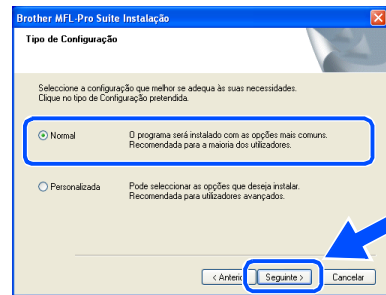 Brother MFL-Pro Suite Instalação
Tipo de Configuração
Seleccione a configuração que melhor se adequa às suas necessidades.
Clique no tipo de Configuração pretendida.
Normal
O programa será instalado com as opções mais comuns.
Recomendada para a maioria dos utilizadores.
Personalizada
Pode seleccionar as opções que deseja instalar.
Recomendada para utilizadores avançados.
< Anterio
Seguinte >
Cancelar